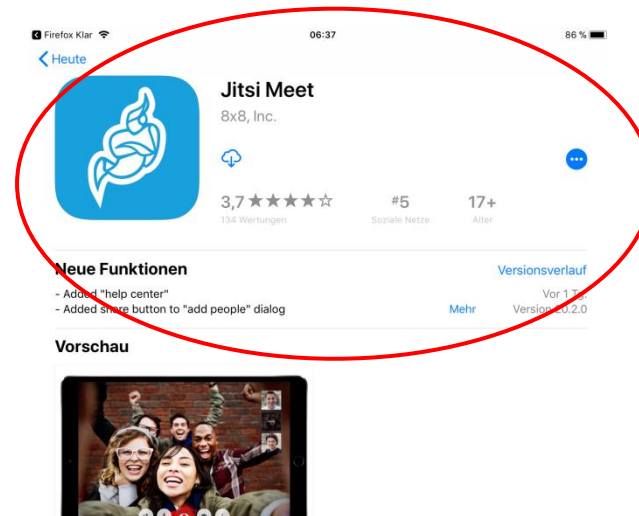 Firefox Klar 06:37 86 %
Heute
Jitsi Meet
8x8, Inc.
3,7 #5 17+
134 Wertungen Soziale Netze Alter
Neue Funktionen Versionsverlauf
- Added "help center" Vor 1 Tg.
- Added share button to "add people" dialog Mehr Version 20.2.0
Vorschau